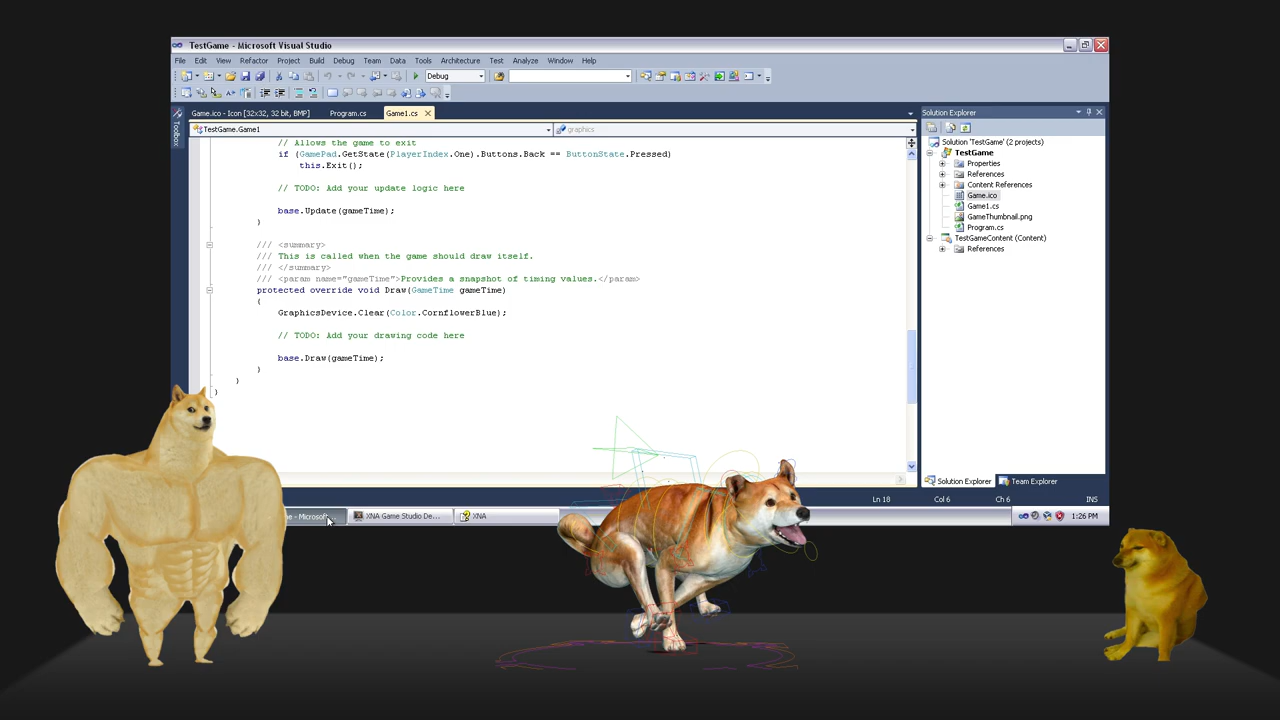 TestGame - Microsoft Visual Studio
File Edit View Refactor Project Build Debug Team Data Tools Architecture Test Analyze Window Help
Debug
Game.ico - Icon [32x32, 32 bit, BMP] Program.cs Game1.cs
Toolbox
TestGame.Game1 graphics
// Allows the game to exit
if (GamePad.GetState(PlayerIndex.One).Buttons.Back == ButtonState.Pressed)
this.Exit();
// TODO: Add your update logic here
base.Update(gameTime);
}
/// <summary>
/// This is called when the game should draw itself.
/// </summary>
/// <param name="gameTime">Provides a snapshot of timing values.</param>
protected override void Draw(GameTime gameTime)
{
GraphicsDevice.Clear(Color.CornflowerBlue);
// TODO: Add your drawing code here
base.Draw(gameTime);
}
}
}
Solution Explorer
Solution 'TestGame' (2 projects)
TestGame
Properties
References
Content References
Game.ico
Game1.cs
GameThumbnail.png
Program.cs
TestGameContent (Content)
References
Solution Explorer Team Explorer
Ln 18 Col 6 Ch 6 INS
e - Microsoft... XNA Game Studio De... XNA 1:26 PM